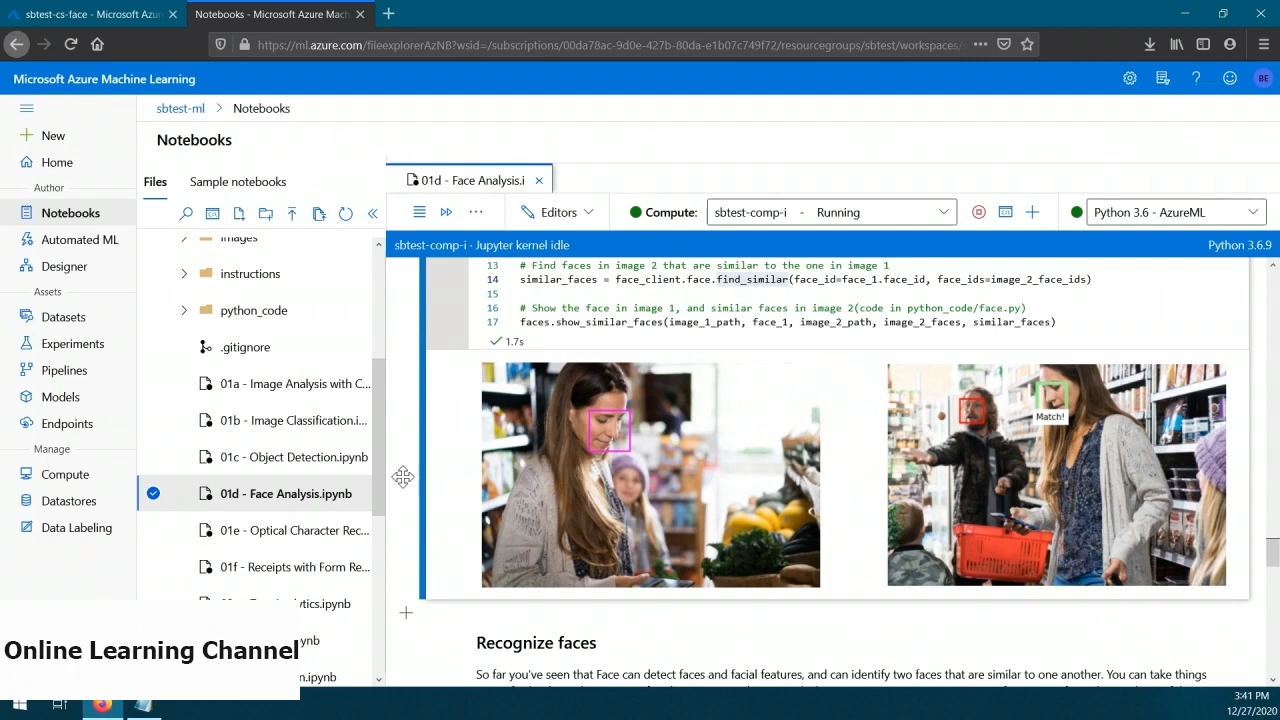 sbtest-cs-face - Microsoft Azur
Notebooks - Microsoft Azure Mach
https://ml.azure.com/fileexplorerAzNB?wsid=/subscriptions/00da78ac-9d0e-427b-80da-e1b07c749f72/resourcegroups/sbtest/workspaces/
Microsoft Azure Machine Learning
BE
sbtest-ml > Notebooks
New
Home
Author
Notebooks
Automated ML
Designer
Assets
Datasets
Experiments
Pipelines
Models
Endpoints
Manage
Compute
Datastores
Data Labeling
Notebooks
Files Sample notebooks
images
instructions
python_code
.gitignore
01a - Image Analysis with C...
01b - Image Classification.i...
01c - Object Detection.ipynb
01d - Face Analysis.ipynb
01e - Optical Character Rec...
01f - Receipts with Form Re...
ytics.ipynb
ynb
n.ipynb
01d - Face Analysis.i
Editors
Compute: sbtest-comp-i - Running
Python 3.6 - AzureML
sbtest-comp-i · Jupyter kernel idle
Python 3.6.9
13 # Find faces in image 2 that are similar to the one in image 1
14 similar_faces = face_client.face.find_similar(face_id=face_1.face_id, face_ids=image_2_face_ids)
15
16 # Show the face in image 1, and similar faces in image 2(code in python_code/face.py)
17 faces.show_similar_faces(image_1_path, face_1, image_2_path, image_2_faces, similar_faces)
1.7s
Match!
Recognize faces
So far you've seen that Face can detect faces and facial features, and can identify two faces that are similar to one another. You can take things
Online Learning Channel
3:41 PM
12/27/2020